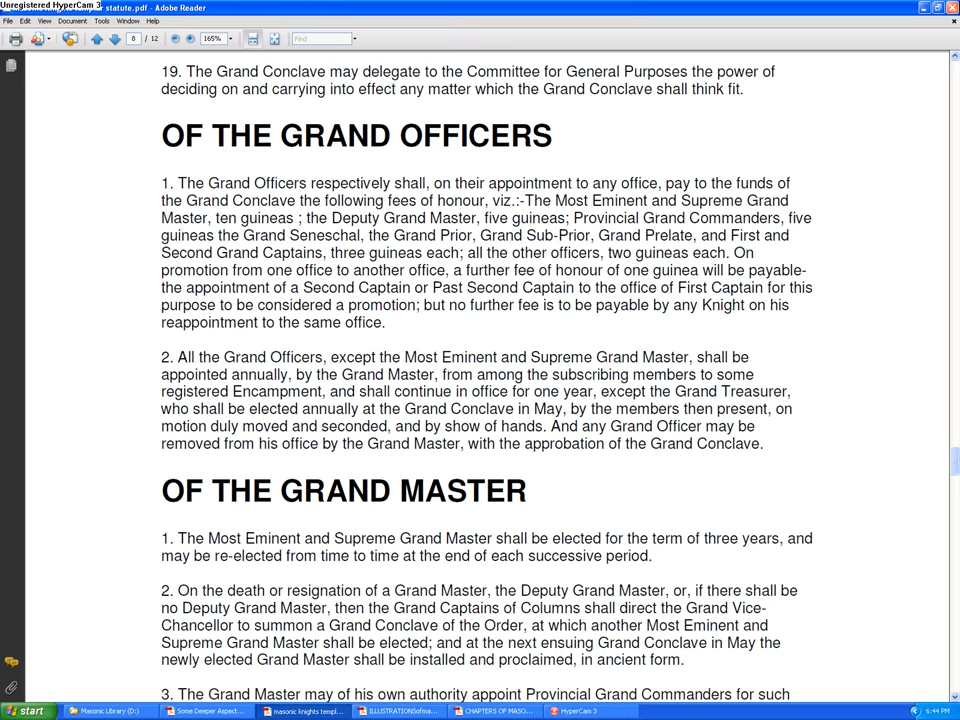 Unregistered HyperCam 3
statute.pdf - Adobe Reader
File Edit View Document Tools Window Help
8 / 12 165% Find
19. The Grand Conclave may delegate to the Committee for General Purposes the power of
deciding on and carrying into effect any matter which the Grand Conclave shall think fit.
OF THE GRAND OFFICERS
1. The Grand Officers respectively shall, on their appointment to any office, pay to the funds of
the Grand Conclave the following fees of honour, viz.:-The Most Eminent and Supreme Grand
Master, ten guineas ; the Deputy Grand Master, five guineas; Provincial Grand Commanders, five
guineas the Grand Seneschal, the Grand Prior, Grand Sub-Prior, Grand Prelate, and First and
Second Grand Captains, three guineas each; all the other officers, two guineas each. On
promotion from one office to another office, a further fee of honour of one guinea will be payable-
the appointment of a Second Captain or Past Second Captain to the office of First Captain for this
purpose to be considered a promotion; but no further fee is to be payable by any Knight on his
reappointment to the same office.
2. All the Grand Officers, except the Most Eminent and Supreme Grand Master, shall be
appointed annually, by the Grand Master, from among the subscribing members to some
registered Encampment, and shall continue in office for one year, except the Grand Treasurer,
who shall be elected annually at the Grand Conclave in May, by the members then present, on
motion duly moved and seconded, and by show of hands. And any Grand Officer may be
removed from his office by the Grand Master, with the approbation of the Grand Conclave.
OF THE GRAND MASTER
1. The Most Eminent and Supreme Grand Master shall be elected for the term of three years, and
may be re-elected from time to time at the end of each successive period.
2. On the death or resignation of a Grand Master, the Deputy Grand Master, or, if there shall be
no Deputy Grand Master, then the Grand Captains of Columns shall direct the Grand Vice-
Chancellor to summon a Grand Conclave of the Order, at which another Most Eminent and
Supreme Grand Master shall be elected; and at the next ensuing Grand Conclave in May the
newly elected Grand Master shall be installed and proclaimed, in ancient form.
3. The Grand Master may of his own authority appoint Provincial Grand Commanders for such
start Masonic Library (D:) Some Deeper Aspect... masonic knights templ... ILLUSTRATIONSofma... CHAPTERS OF MASO... HyperCam 3 6:44 PM